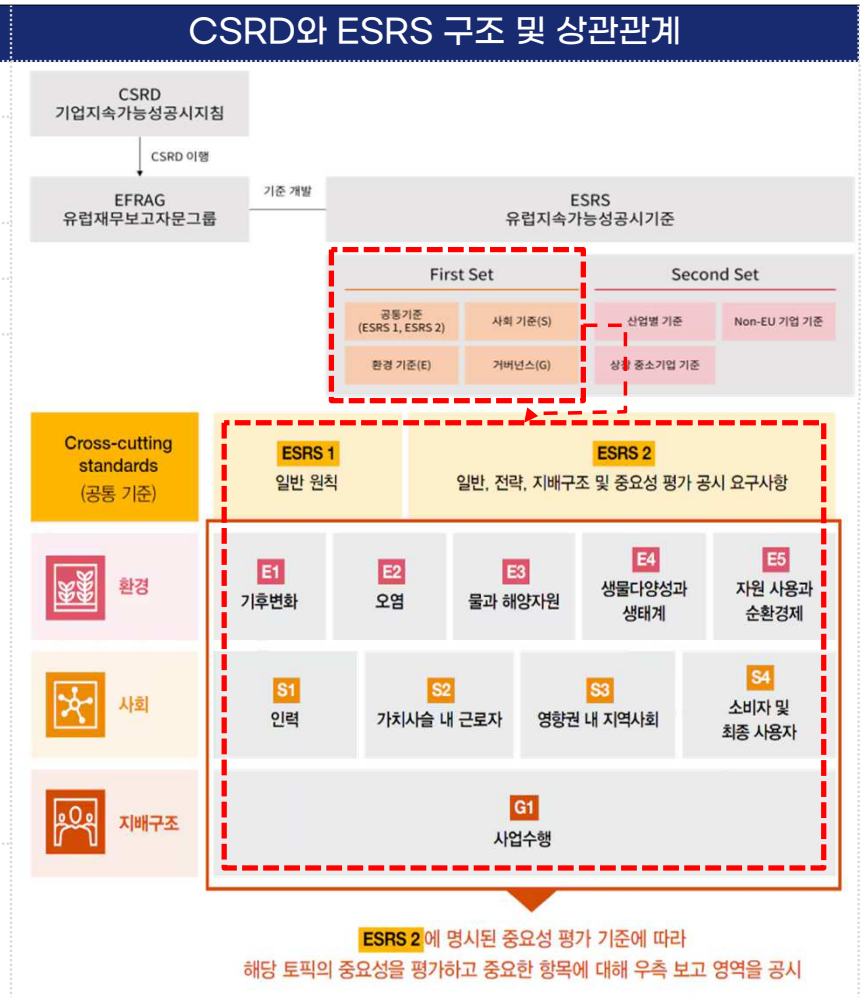 CSRD와 ESRS 구조 및 상관관계
CSRD
기업지속가능성공시지침
CSRD 이행
EFRAG
유럽재무보고자문그룹
기준 개발
ESRS
유럽지속가능성공시기준
First Set
공통기준
(ESRS 1, ESRS 2)
사회 기준(S)
환경 기준(E)
거버넌스(G)
Second Set
산업별 기준
Non-EU 기업 기준
상장 중소기업 기준
Cross-cutting
standards
(공통 기준)
ESRS 1
일반 원칙
ESRS 2
일반, 전략, 지배구조 및 중요성 평가 공시 요구사항
환경
E1
기후변화
E2
오염
E3
물과 해양자원
E4
생물다양성과
생태계
E5
자원 사용과
순환경제
사회
S1
인력
S2
가치사슬 내 근로자
S3
영향권 내 지역사회
S4
소비자 및
최종 사용자
지배구조
G1
사업수행
ESRS 2에 명시된 중요성 평가 기준에 따라
해당 토픽의 중요성을 평가하고 중요한 항목에 대해 우측 보고 영역을 공시